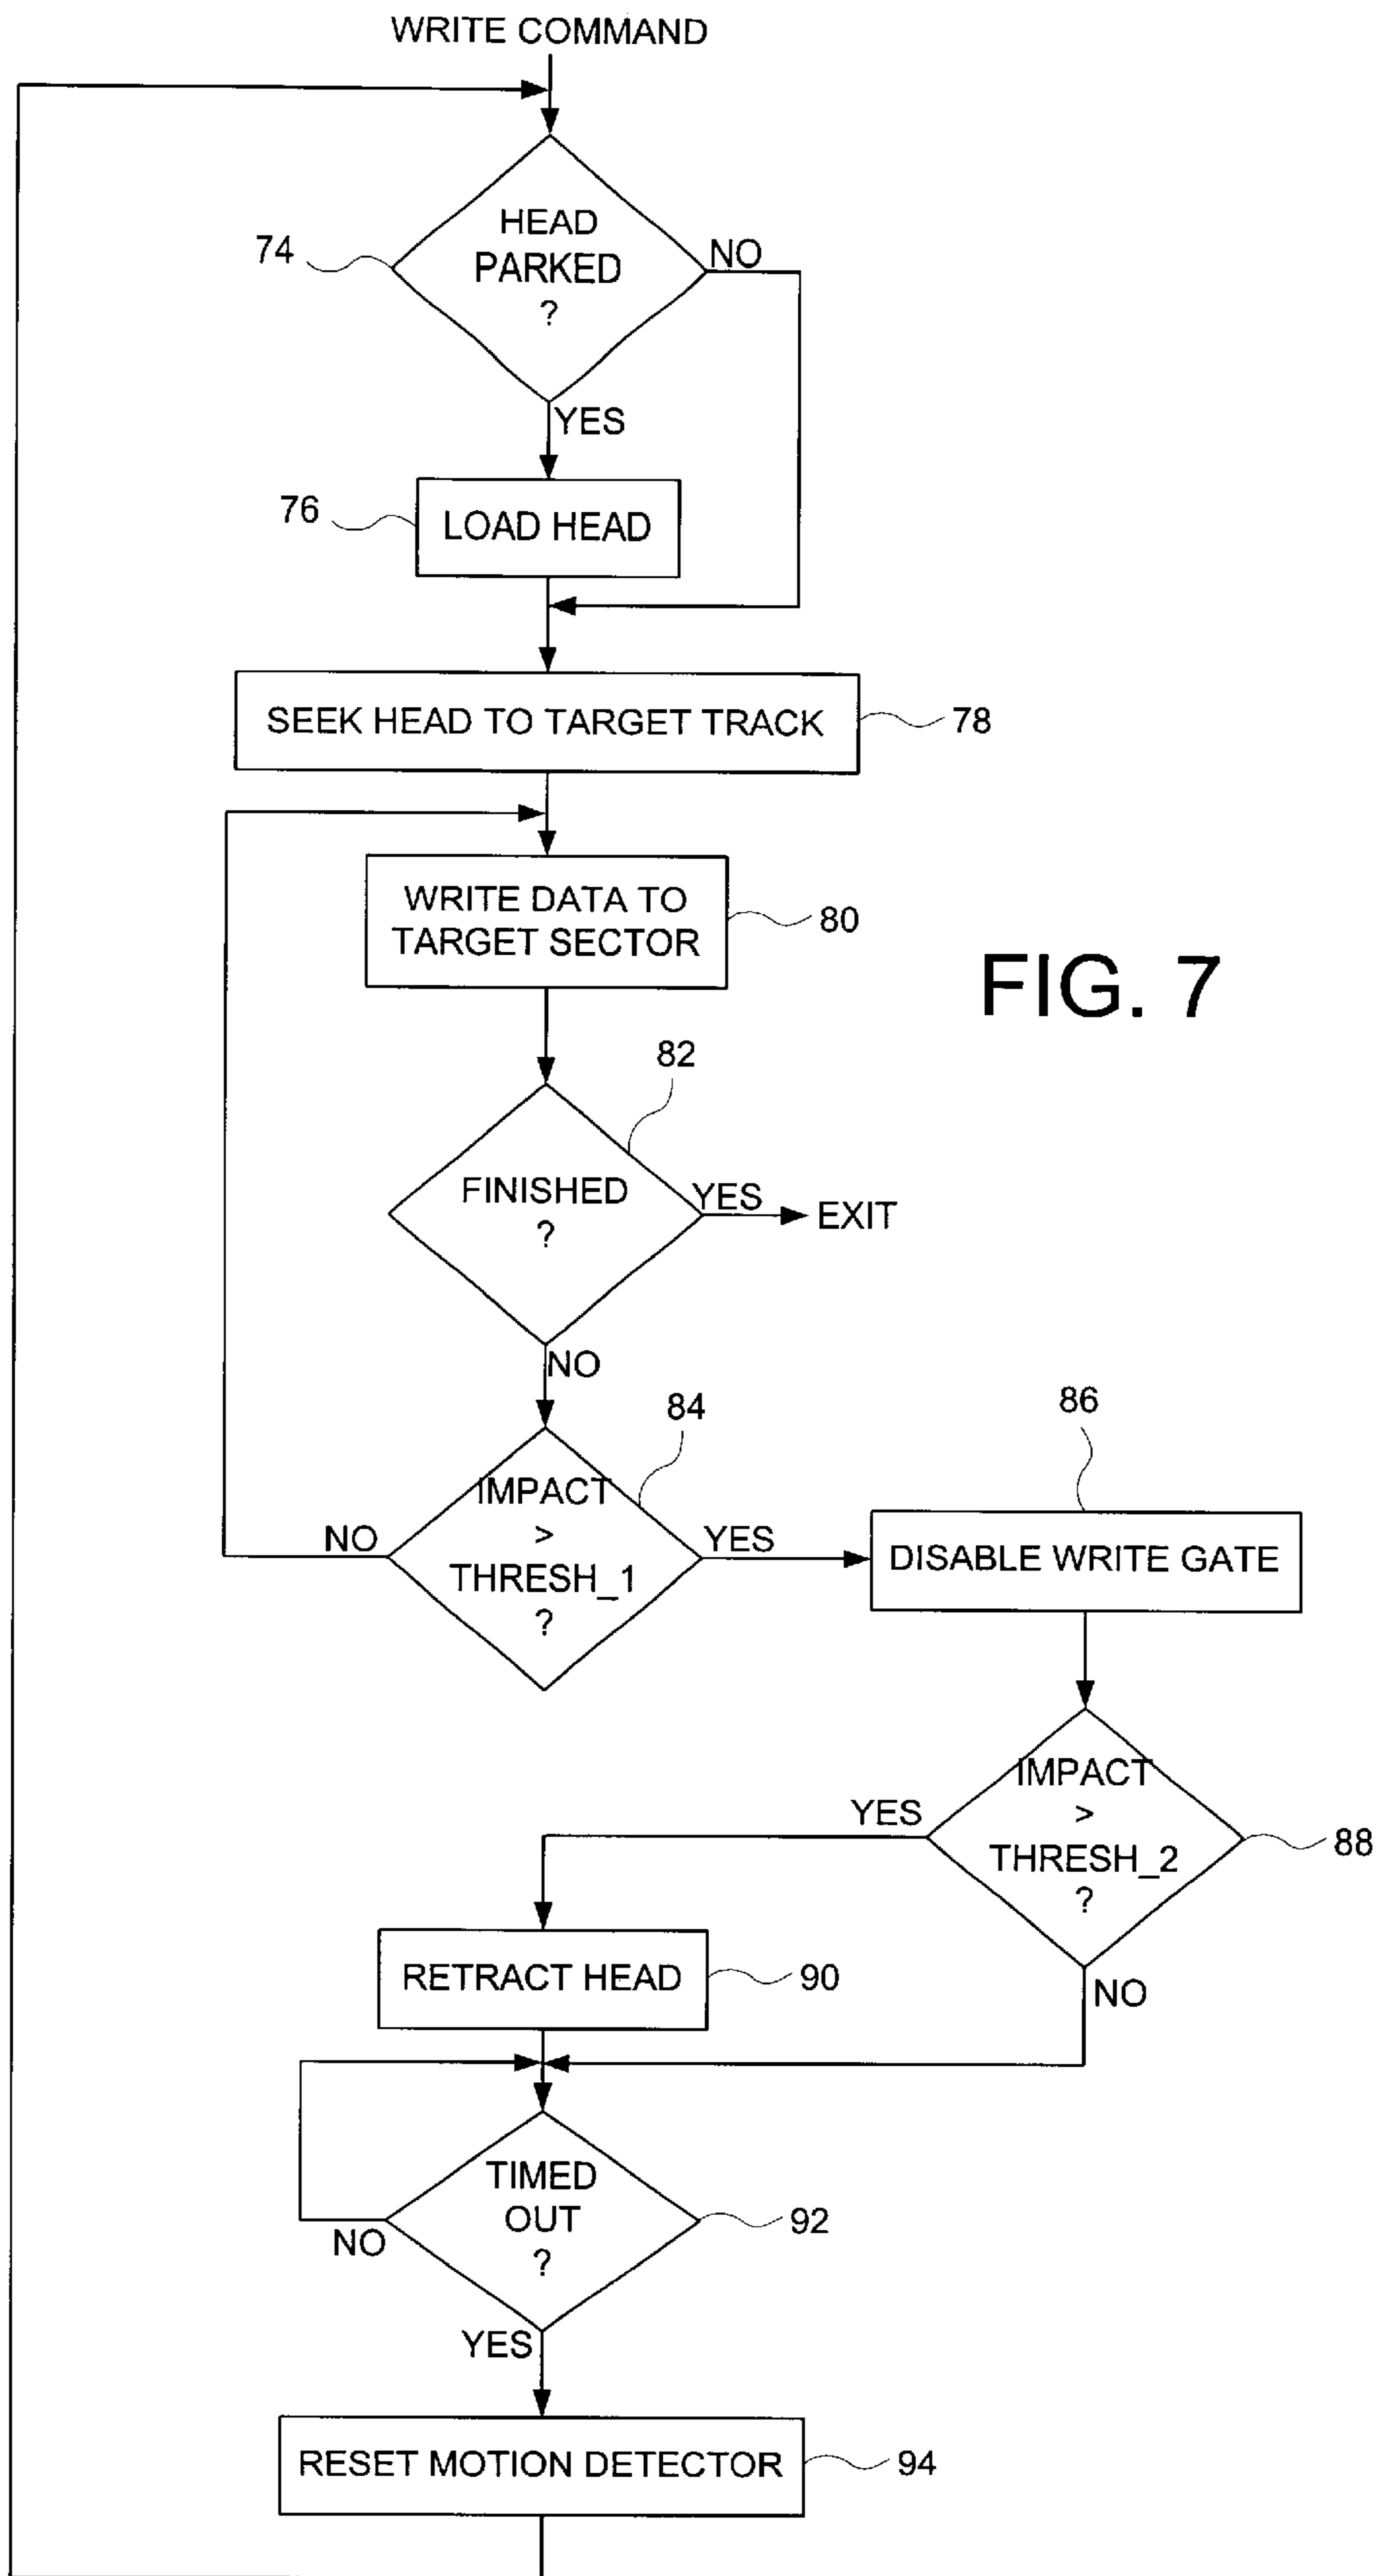 WRITE COMMAND
HEAD
PARKED
?
74
NO
YES
76
LOAD HEAD
SEEK HEAD TO TARGET TRACK
78
WRITE DATA TO
TARGET SECTOR
80
FIG. 7
82
FINISHED
?
YES
EXIT
NO
84
IMPACT
>
THRESH_1
?
NO
YES
86
DISABLE WRITE GATE
IMPACT
>
THRESH_2
?
88
YES
NO
RETRACT HEAD
90
TIMED
OUT
?
92
NO
YES
RESET MOTION DETECTOR
94